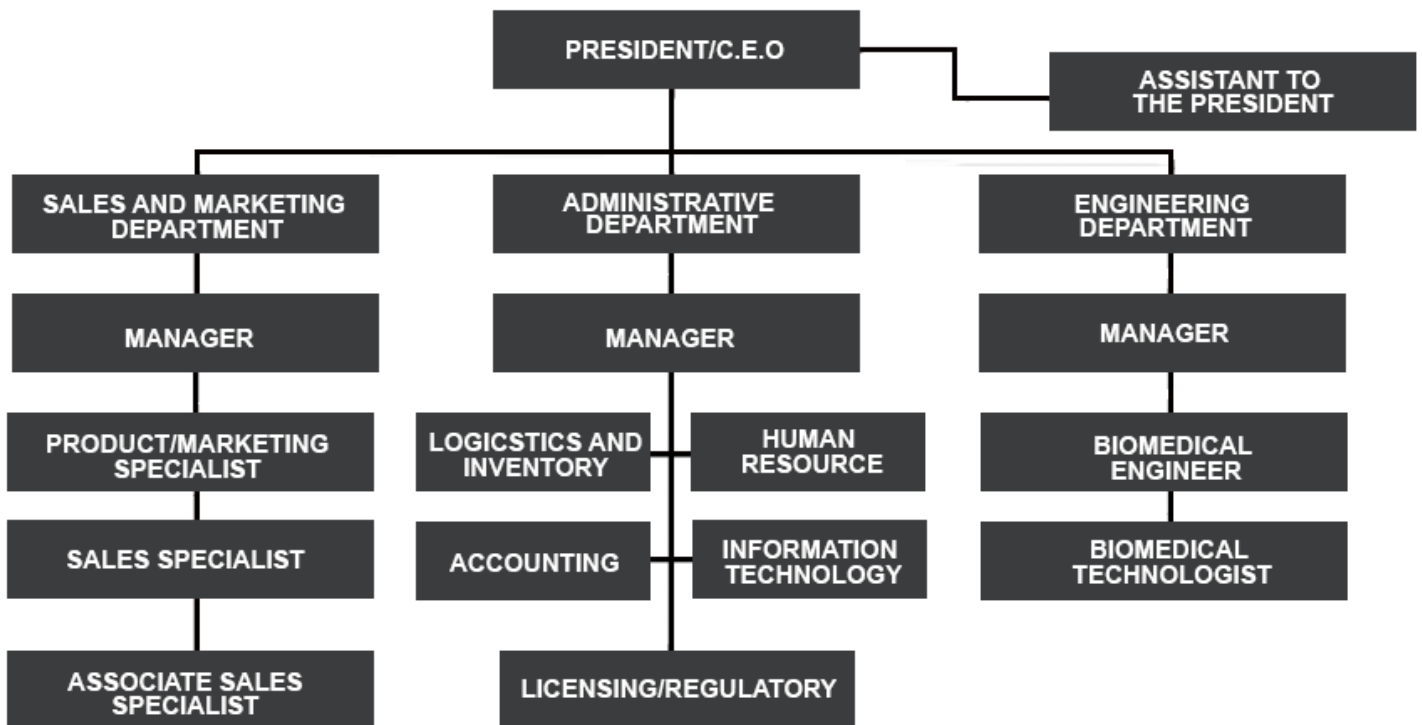 PRESIDENT/C.E.O
ASSISTANT TO
THE PRESIDENT
SALES AND MARKETING
DEPARTMENT
ADMINISTRATIVE
DEPARTMENT
ENGINEERING
DEPARTMENT
MANAGER
MANAGER
MANAGER
PRODUCT/MARKETING
SPECIALIST
LOGICSTICS AND
INVENTORY
HUMAN
RESOURCE
BIOMEDICAL
ENGINEER
SALES SPECIALIST
ACCOUNTING
INFORMATION
TECHNOLOGY
BIOMEDICAL
TECHNOLOGIST
ASSOCIATE SALES
SPECIALIST
LICENSING/REGULATORY